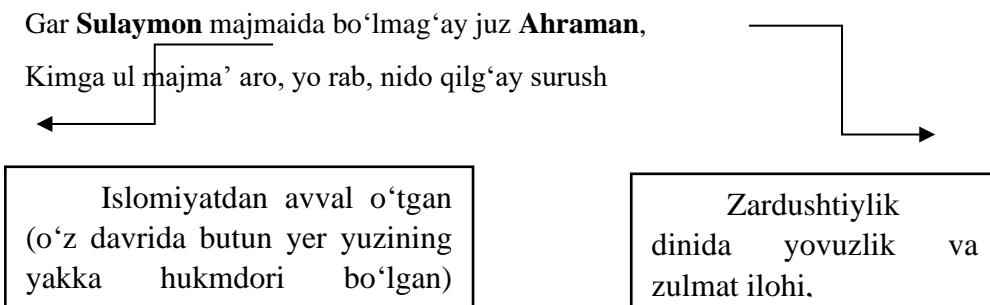 Gar Sulaymon majmaida bo‘lmag‘ay juz Ahraman,
Kimga ul majma’ aro, yo rab, nido qilg‘ay surush
Islomiyatdan avval o‘tgan
(o‘z davrida butun yer yuzining
yakka hukmdori bo‘lgan)
Zardushtiylik
dinida yovuzlik va
zulmat ilohi,